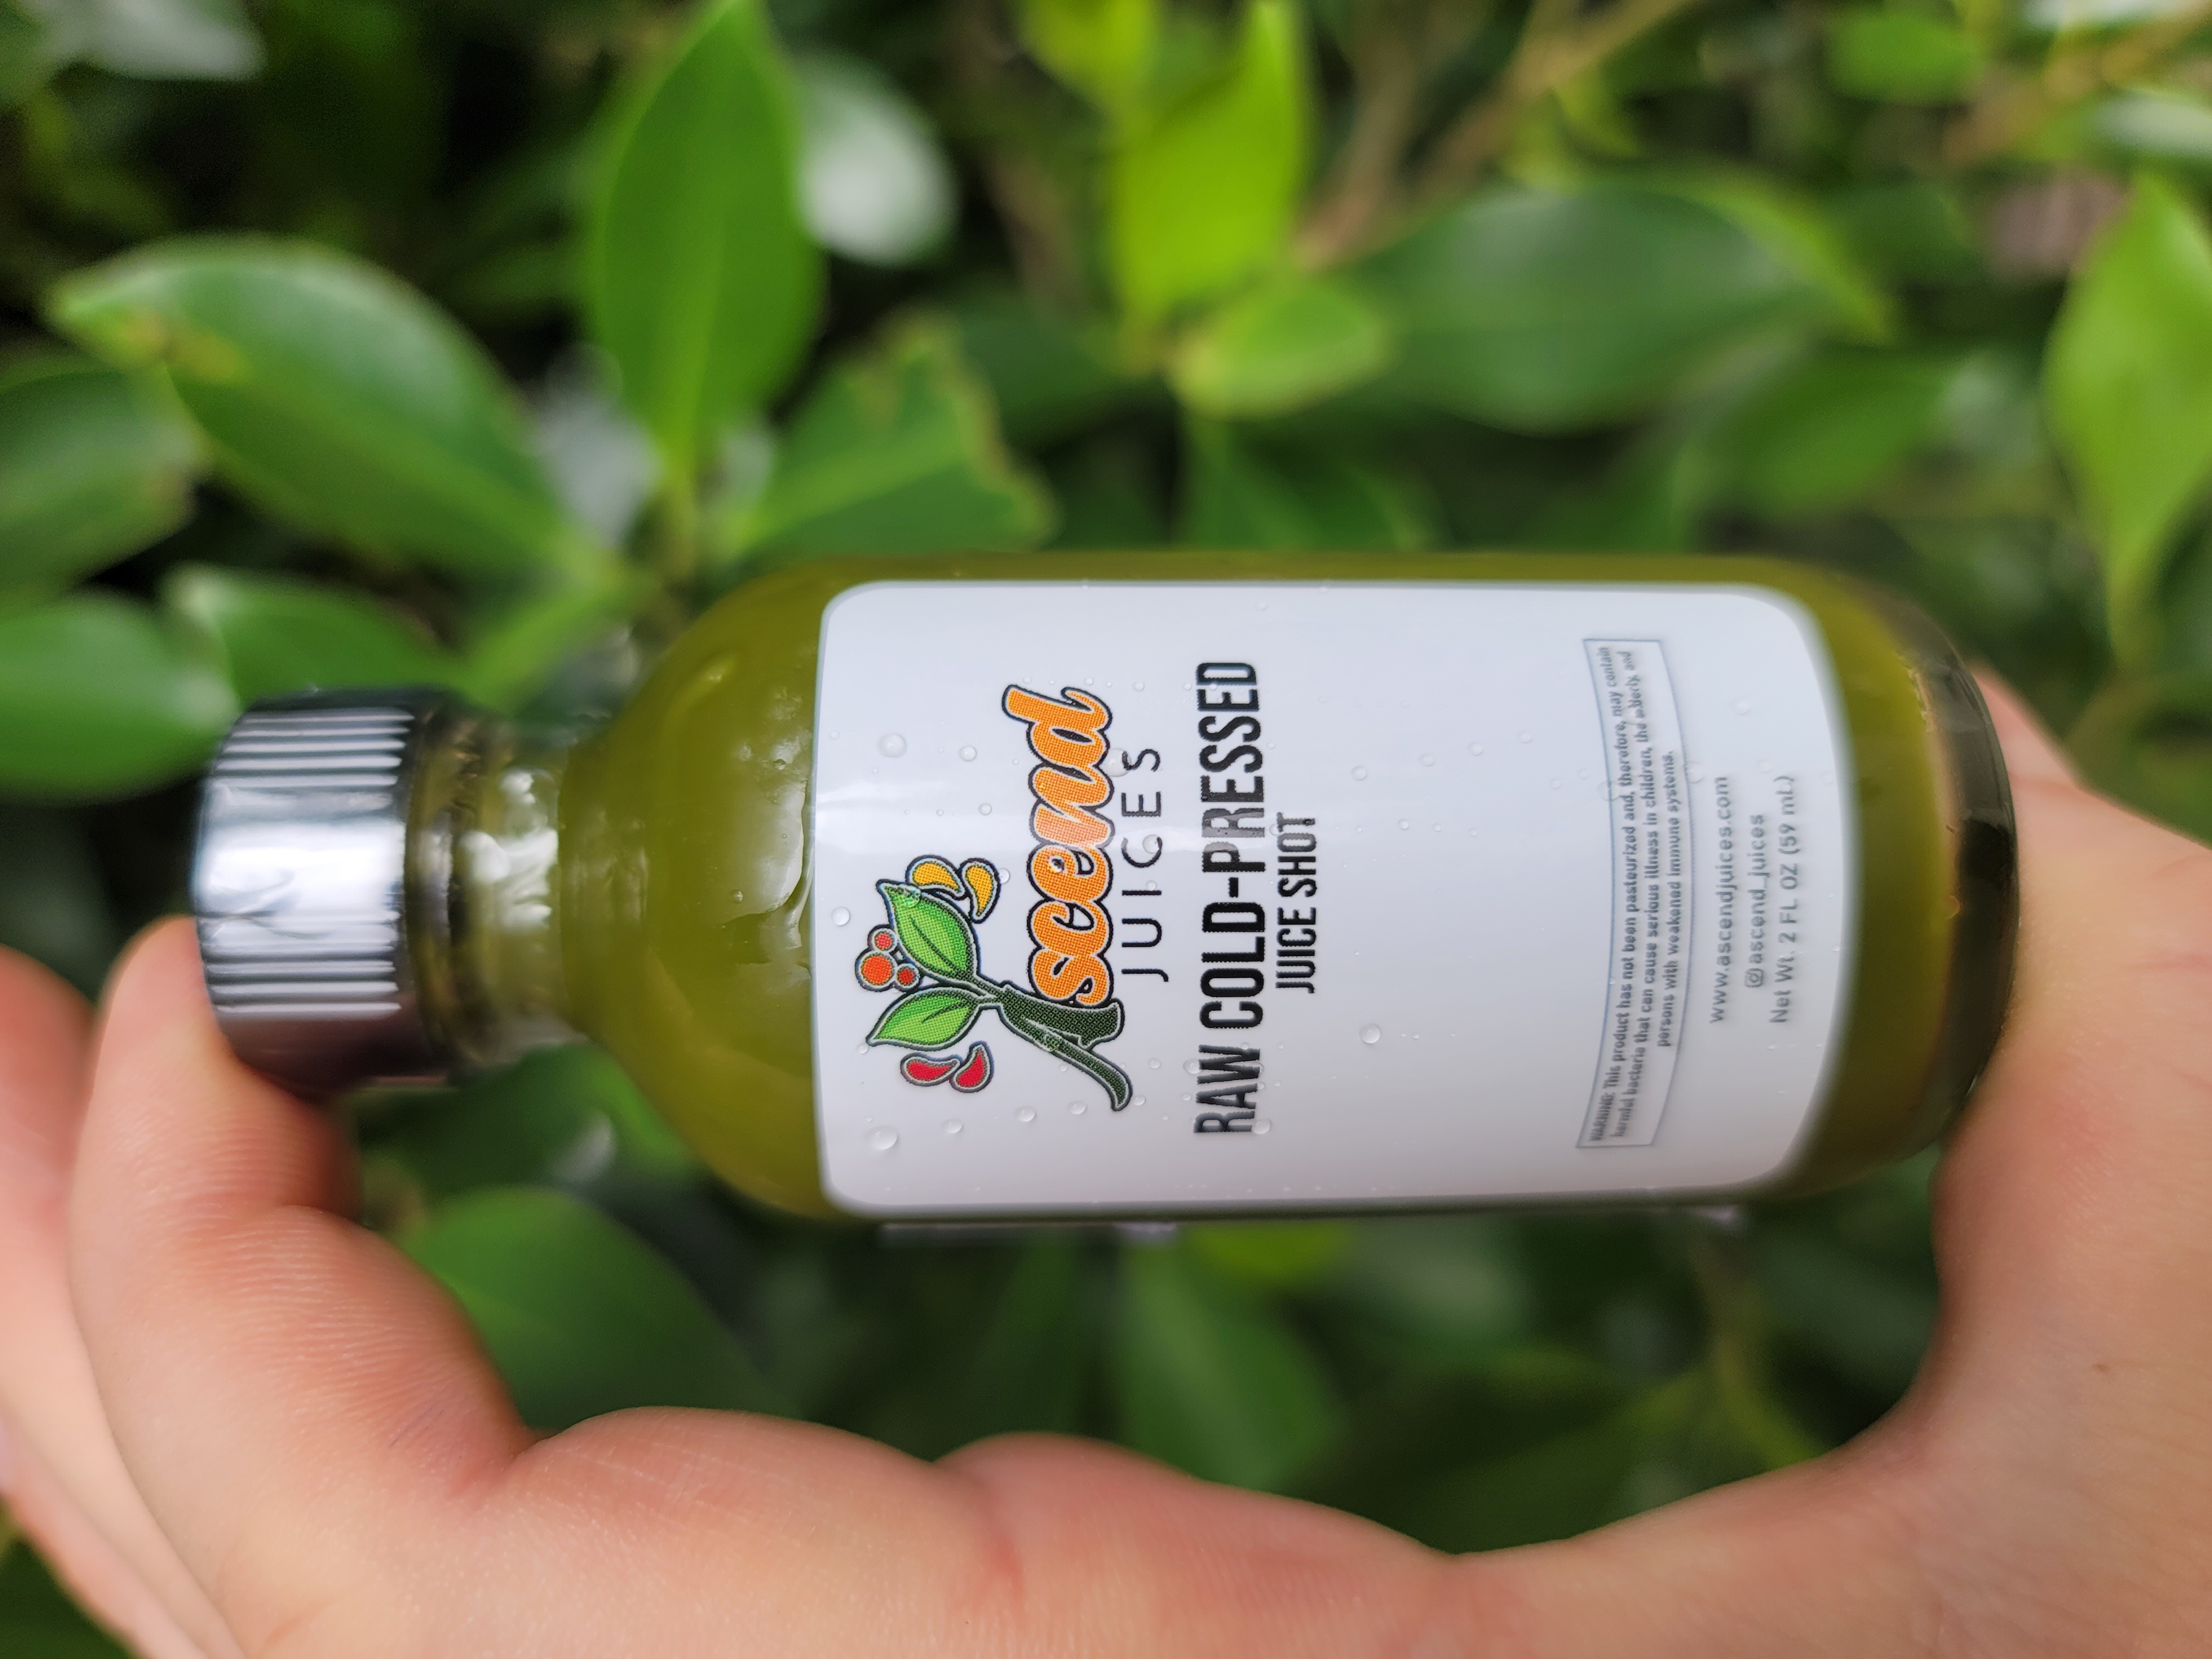 Ascend
JUICES
RAW COLD-PRESSED
JUICE SHOT
WARNING: This product has not been pasteurized and, therefore, may contain
harmful bacteria that can cause serious illness in children, the elderly, and
persons with weakened immune systems.
www.ascendjuices.com
ascend_juices
Net Wt. 2 FL OZ (59 mL)